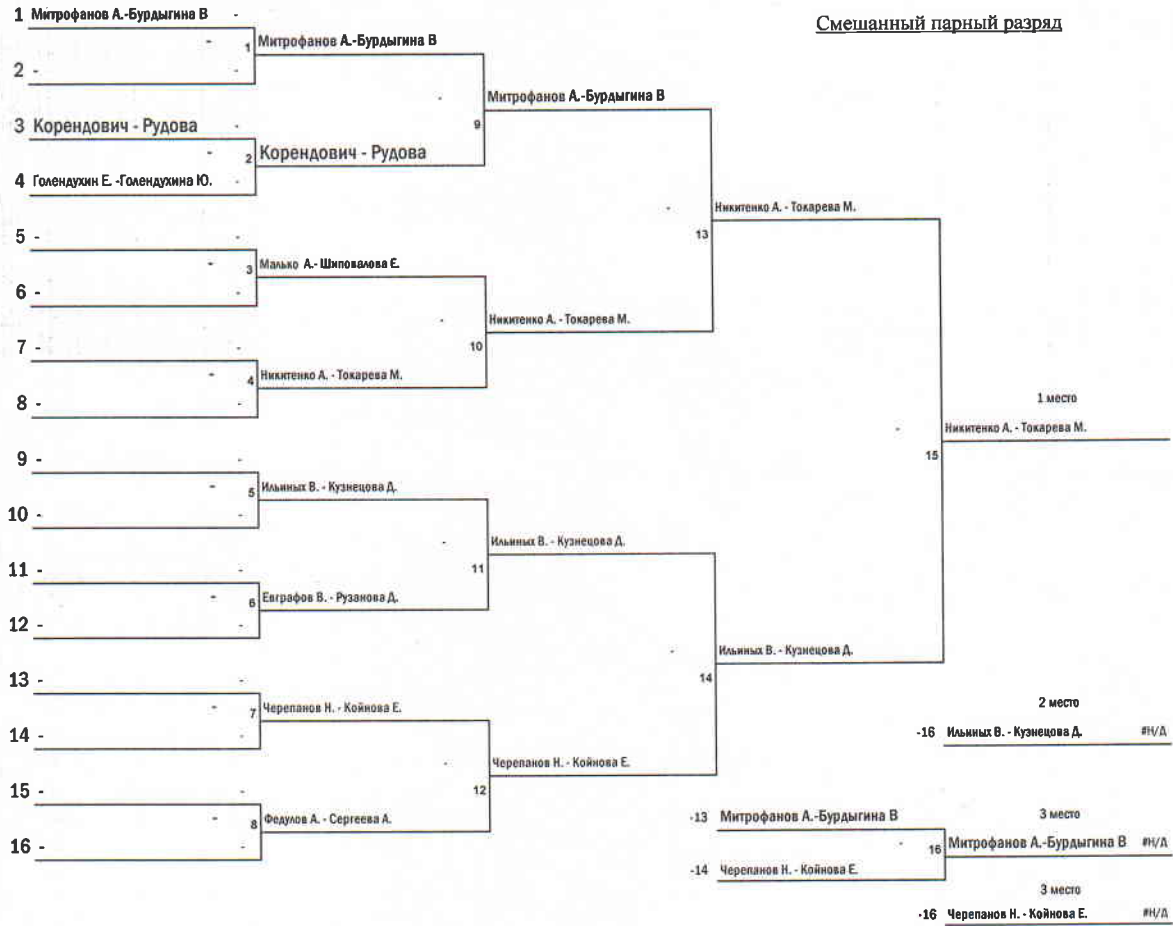 Смешанный парный разряд
1 Митрофанов А.-Бурдыгина В -
- 1 Митрофанов А.-Бурдыгина В
2 - -
- Митрофанов А.-Бурдыгина В
9
3 Корендович - Рудова -
- 2 Корендович - Рудова
4 Голендухин Е. -Голендухина Ю. -
- Никитенко А. - Токарева М.
13
5 - -
- 3 Малько А.- Шиповалова Е.
6 - -
- Никитенко А. - Токарева М.
10
7 - -
- 4 Никитенко А. - Токарева М.
8 - -
1 место
- Никитенко А. - Токарева М.
15
9 - -
- 5 Ильиных В. - Кузнецова Д.
10 - -
- Ильиных В. - Кузнецова Д.
11
11 - -
- 6 Евграфов В. - Рузанова Д.
12 - -
- Ильиных В. - Кузнецова Д.
14
13 - -
- 7 Черепанов Н. - Койнова Е.
14 - -
2 место
-16 Ильиных В. - Кузнецова Д. #Н/Д
- Черепанов Н. - Койнова Е.
12
15 - -
- 8 Федулов А. - Сергеева А.
16 - -
-13 Митрофанов А.-Бурдыгина В
3 место
- 16 Митрофанов А.-Бурдыгина В #Н/Д
-14 Черепанов Н. - Койнова Е.
3 место
-16 Черепанов Н. - Койнова Е. #Н/Д